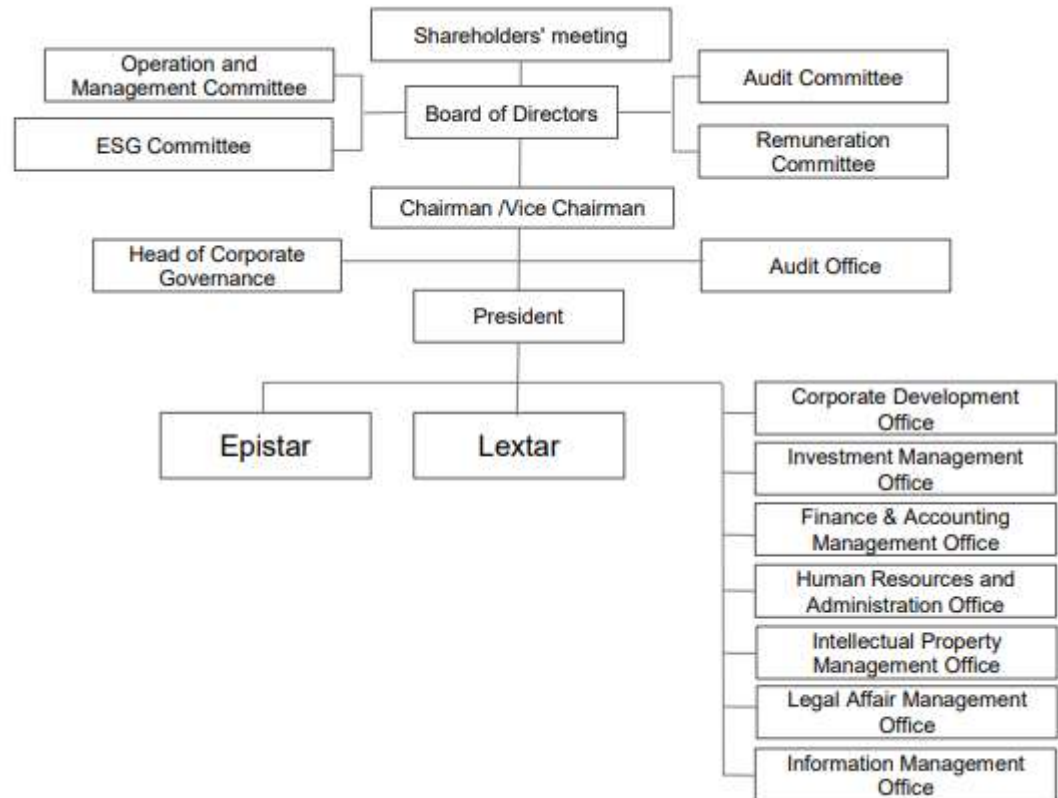 Shareholders' meeting
Operation and
Management Committee
Audit Committee
Board of Directors
ESG Committee
Remuneration
Committee
Chairman /Vice Chairman
Head of Corporate
Governance
Audit Office
President
Epistar
Lextar
Corporate Development
Office
Investment Management
Office
Finance & Accounting
Management Office
Human Resources and
Administration Office
Intellectual Property
Management Office
Legal Affair Management
Office
Information Management
Office